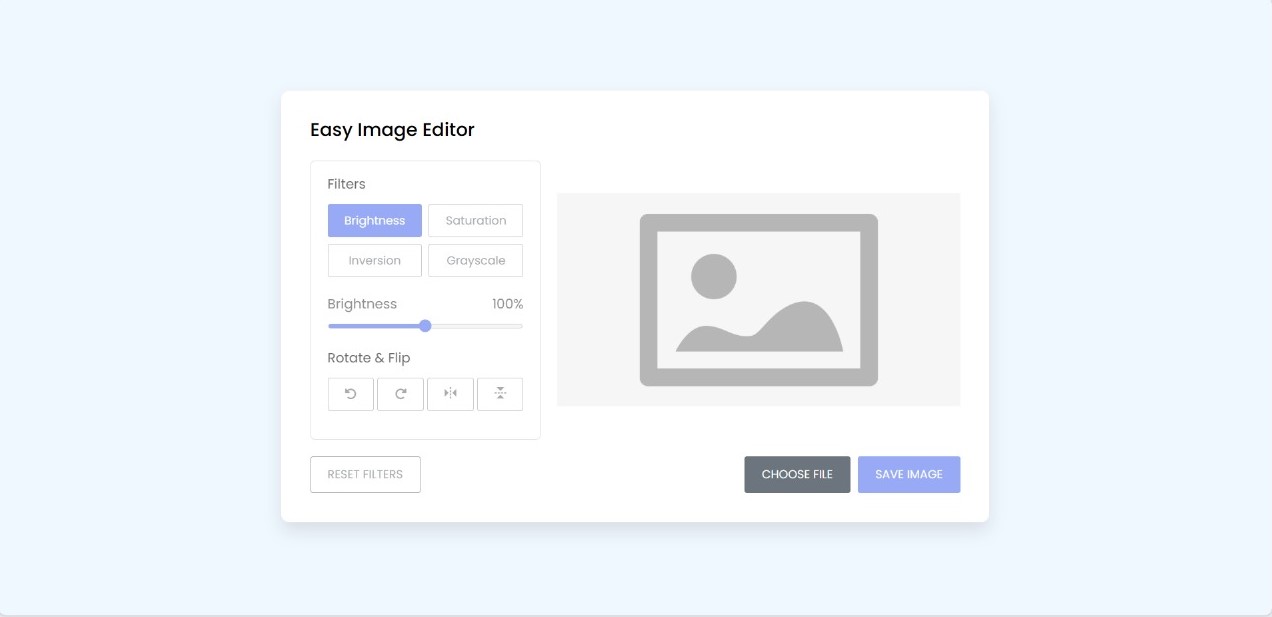 Easy Image Editor
Filters
Brightness Saturation
Inversion Grayscale
Brightness 100%
Rotate & Flip
RESET FILTERS CHOOSE FILE SAVE IMAGE